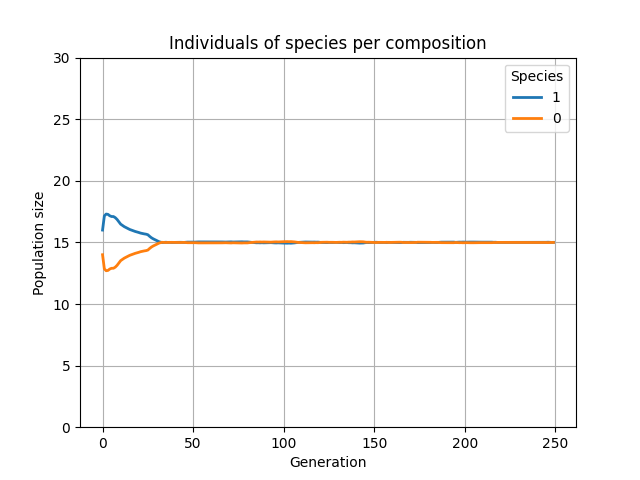 Individuals of species per composition
Species
1
0
30
25
20
15
10
5
0
Population size
0 50 100 150 200 250
Generation